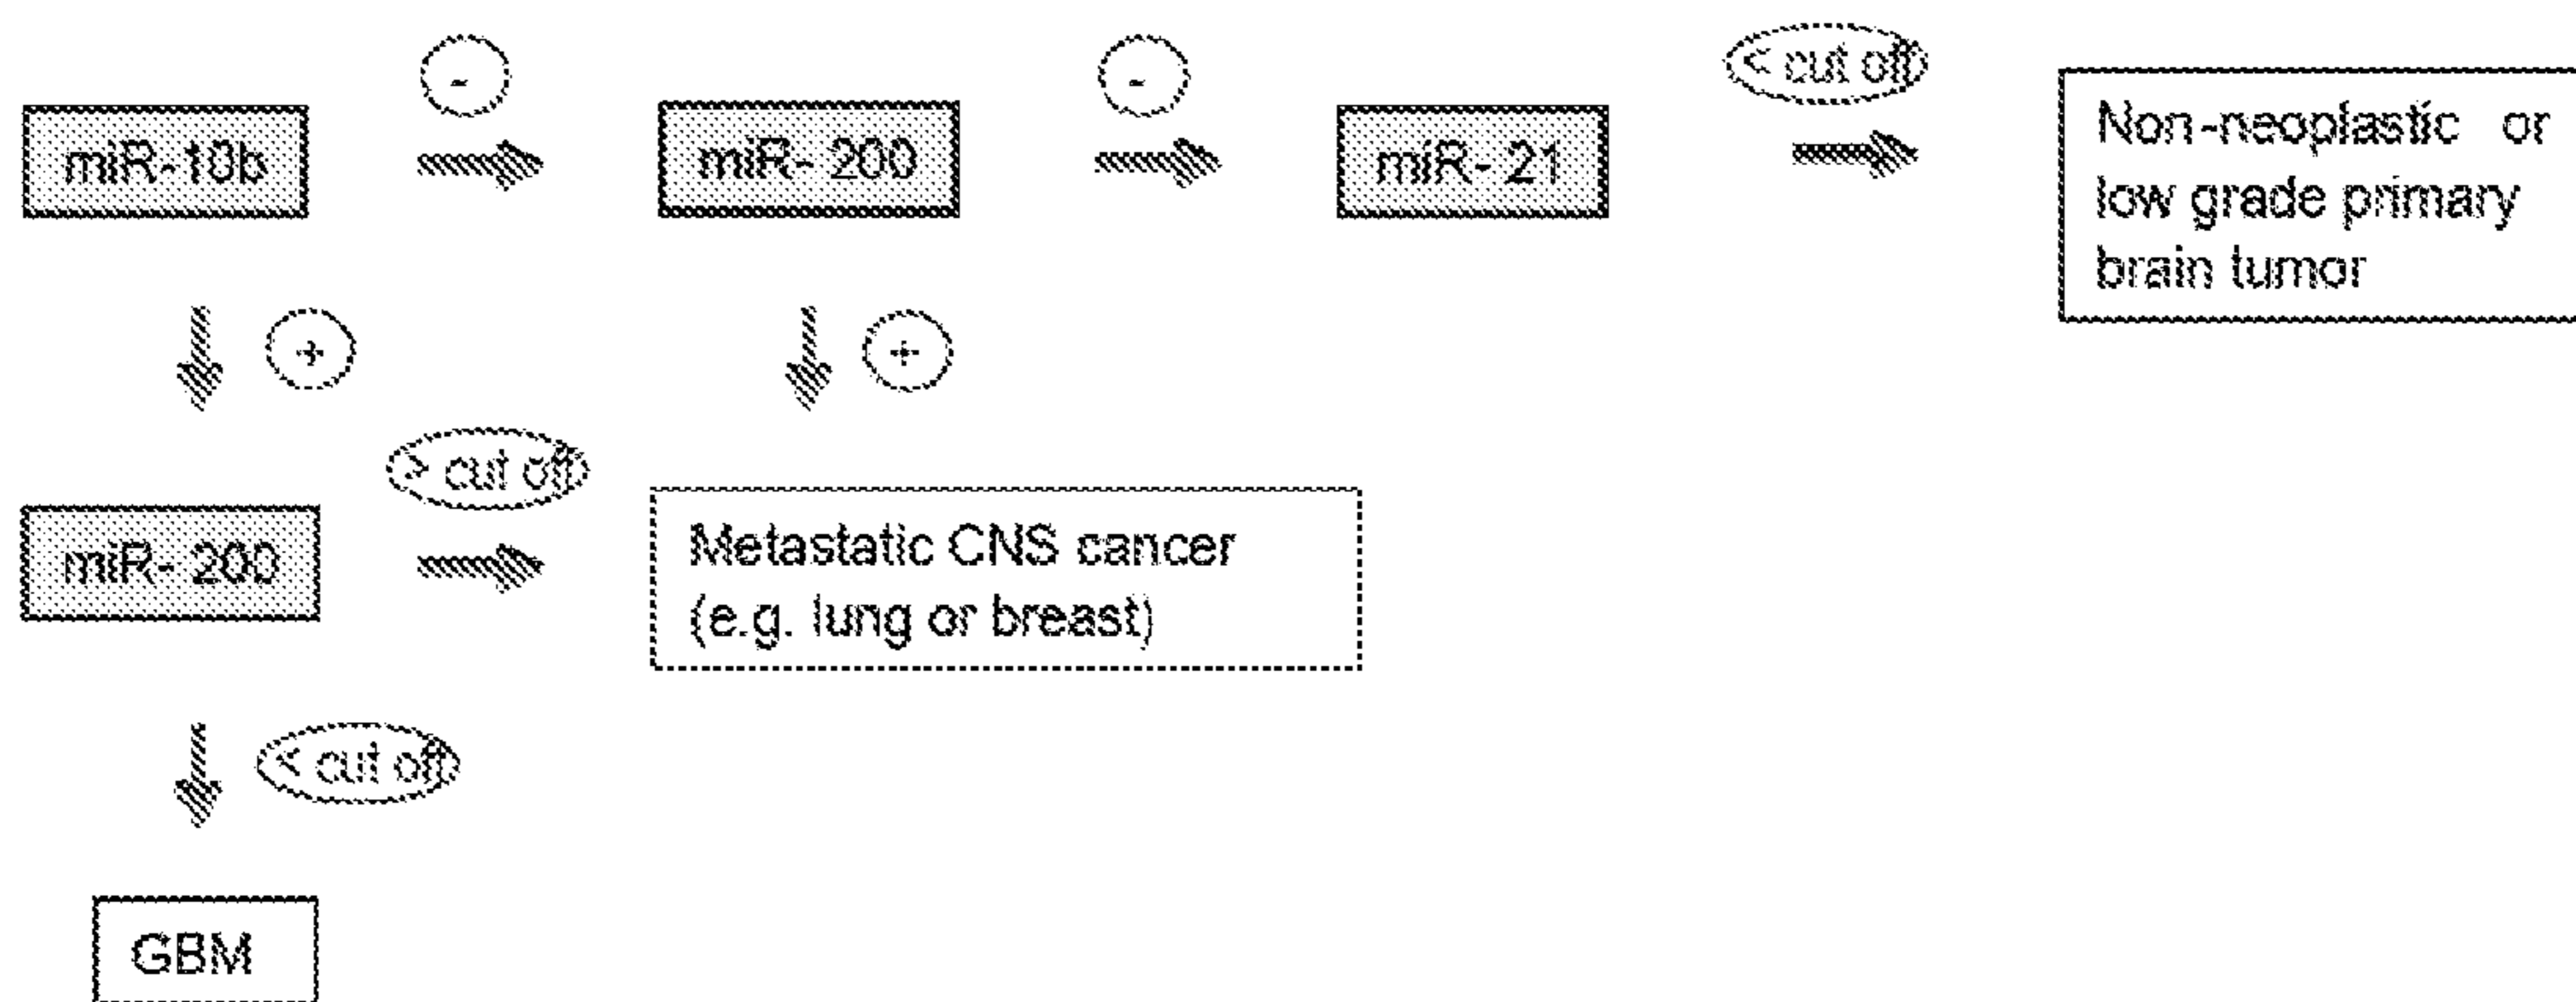 -
-
< cut off
miR-10b
miR- 200
miR- 21
Non-neoplastic or
low grade primary
brain tumor
+
+
> cut off
miR- 200
Metastatic CNS cancer
(e.g. lung or breast)
< cut off
GBM